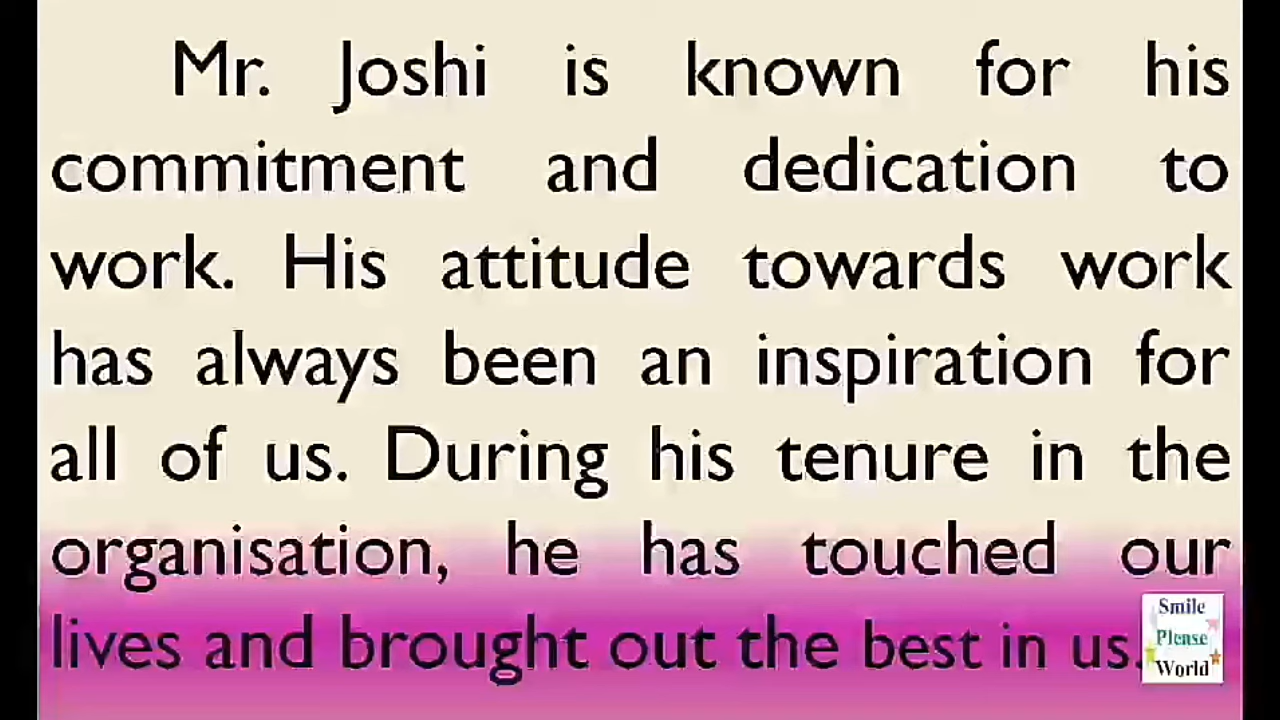 Mr. Joshi is known for his
commitment and dedication to
work. His attitude towards work
has always been an inspiration for
all of us. During his tenure in the
organisation, he has touched our
lives and brought out the best in us.
Smile
Please
World